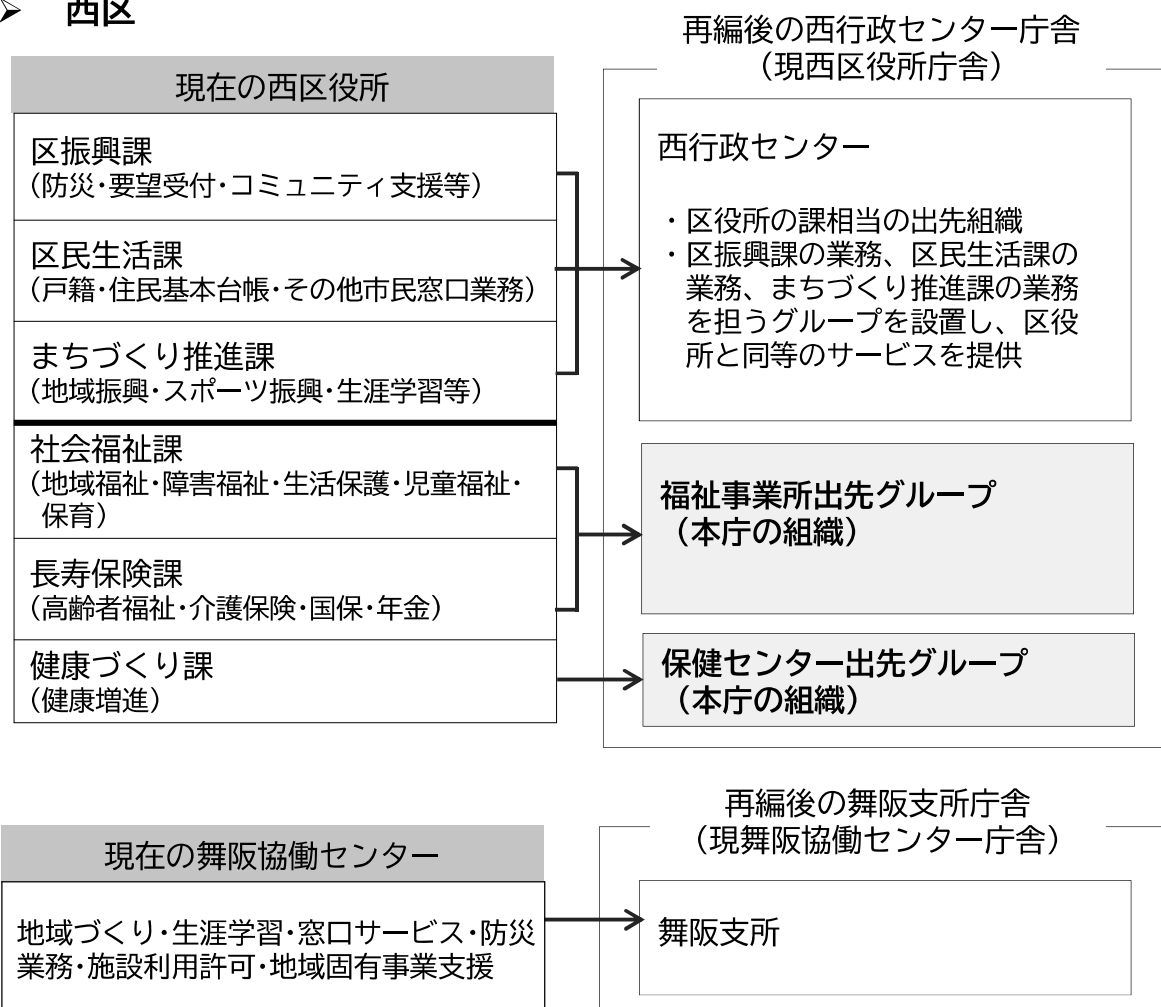 ➢ 西区
現在の西区役所
区振興課
（防災・要望受付・コミュニティ支援等）
区民生活課
（戸籍・住民基本台帳・その他市民窓口業務）
まちづくり推進課
（地域振興・スポーツ振興・生涯学習等）
社会福祉課
（地域福祉・障害福祉・生活保護・児童福祉・
保育）
長寿保険課
（高齢者福祉・介護保険・国保・年金）
健康づくり課
（健康増進）
再編後の西行政センター庁舎
（現西区役所庁舎）
西行政センター
・区役所の課相当の出先組織
・区振興課の業務、区民生活課の
業務、まちづくり推進課の業務
を担うグループを設置し、区役
所と同等のサービスを提供
福祉事業所出先グループ
（本庁の組織）
保健センター出先グループ
（本庁の組織）
現在の舞阪協働センター
地域づくり・生涯学習・窓口サービス・防災
業務・施設利用許可・地域固有事業支援
再編後の舞阪支所庁舎
（現舞阪協働センター庁舎）
舞阪支所